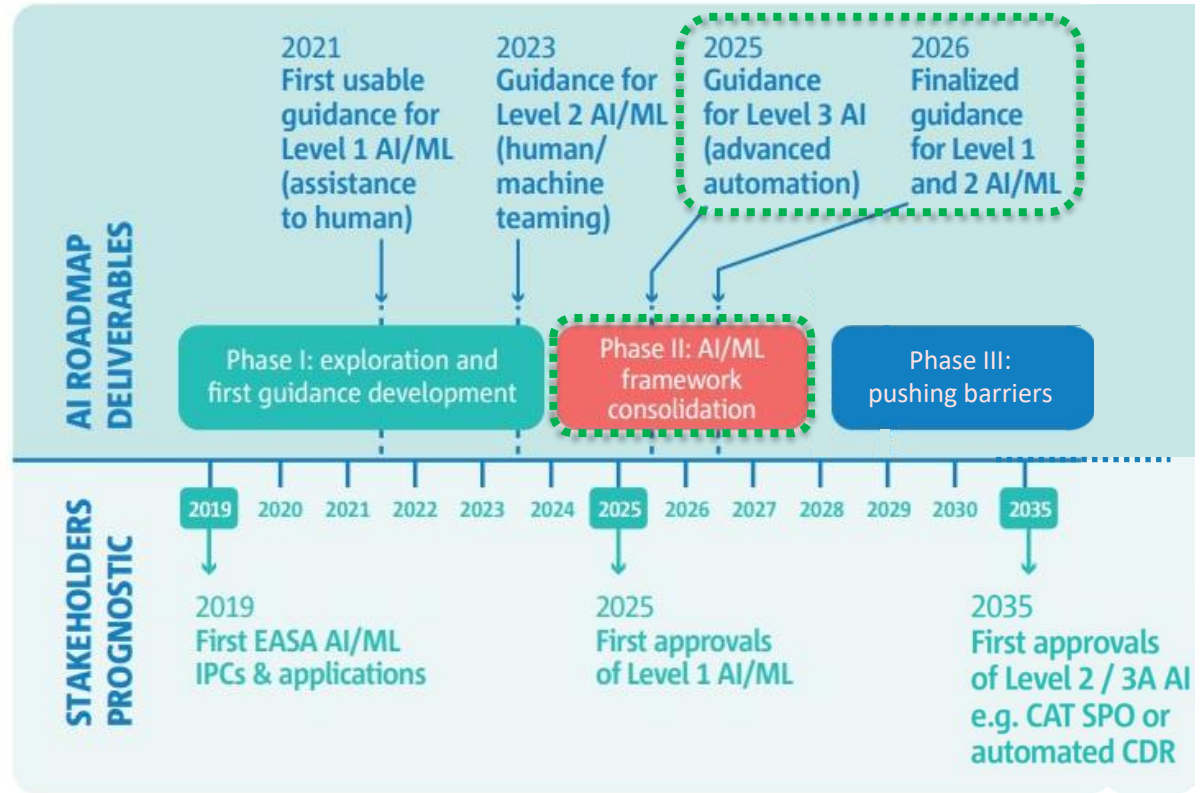 AI ROADMAP
DELIVERABLES
2021
First usable
guidance for
Level 1 AI/ML
(assistance
to human)
2023
Guidance for
Level 2 AI/ML
(human/
machine
teaming)
2025
Guidance
for Level 3 AI
(advanced
automation)
2026
Finalized
guidance
for Level 1
and 2 AI/ML
Phase I: exploration and
first guidance development
Phase II: AI/ML
framework
consolidation
Phase III:
pushing barriers
2019 2020 2021 2022 2023 2024 2025 2026 2027 2028 2029 2030 2035
STAKEHOLDERS
PROGNOSTIC
2019
First EASA AI/ML
IPCs & applications
2025
First approvals
of Level 1 AI/ML
2035
First approvals
of Level 2 / 3A AI
e.g. CAT SPO or
automated CDR